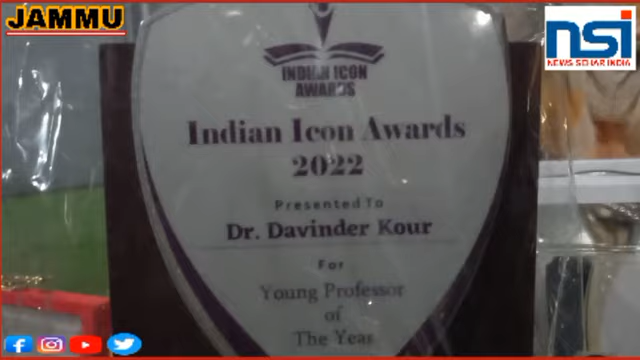 JAMMU
nsi
NEWS SEHAR INDIA
INDIAN ICON
AWARDS
Indian Icon Awards
2022
Presented To
Dr. Davinder Kour
For
Young Professor
of
The Year